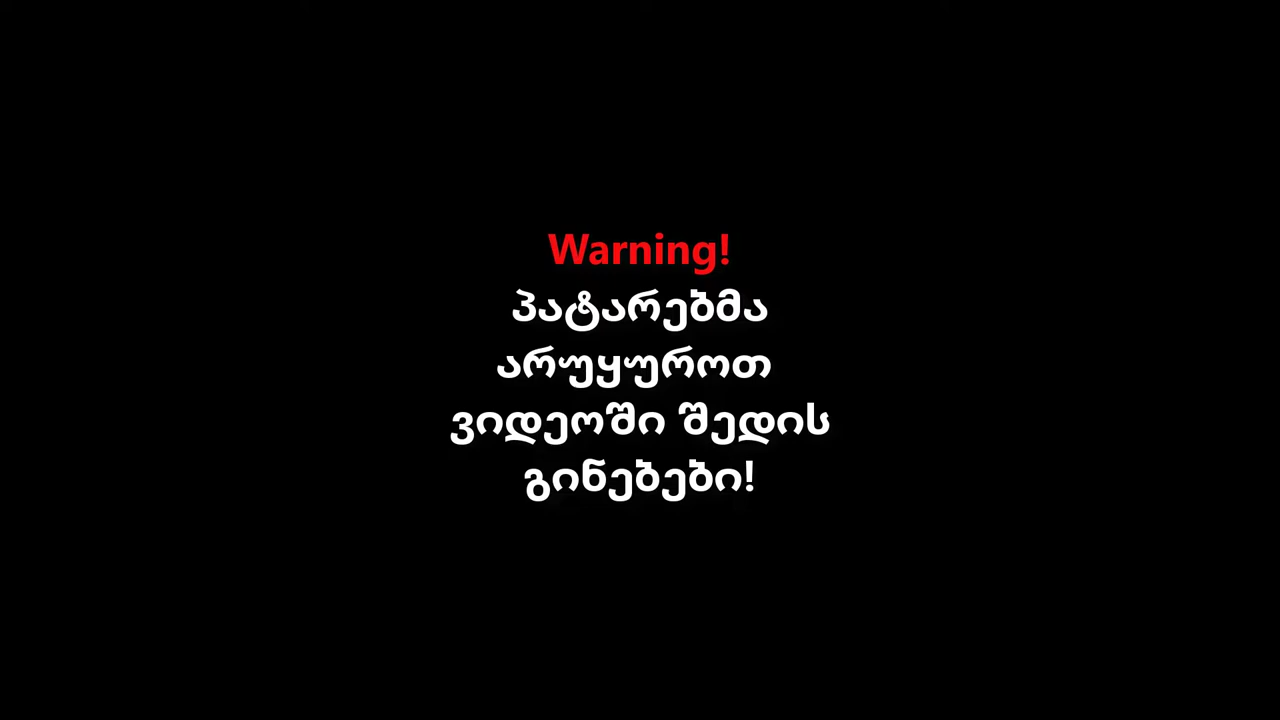 Warning!
პატარებმა
არუყუროთ
ვიდეოში შედის
გინებები!